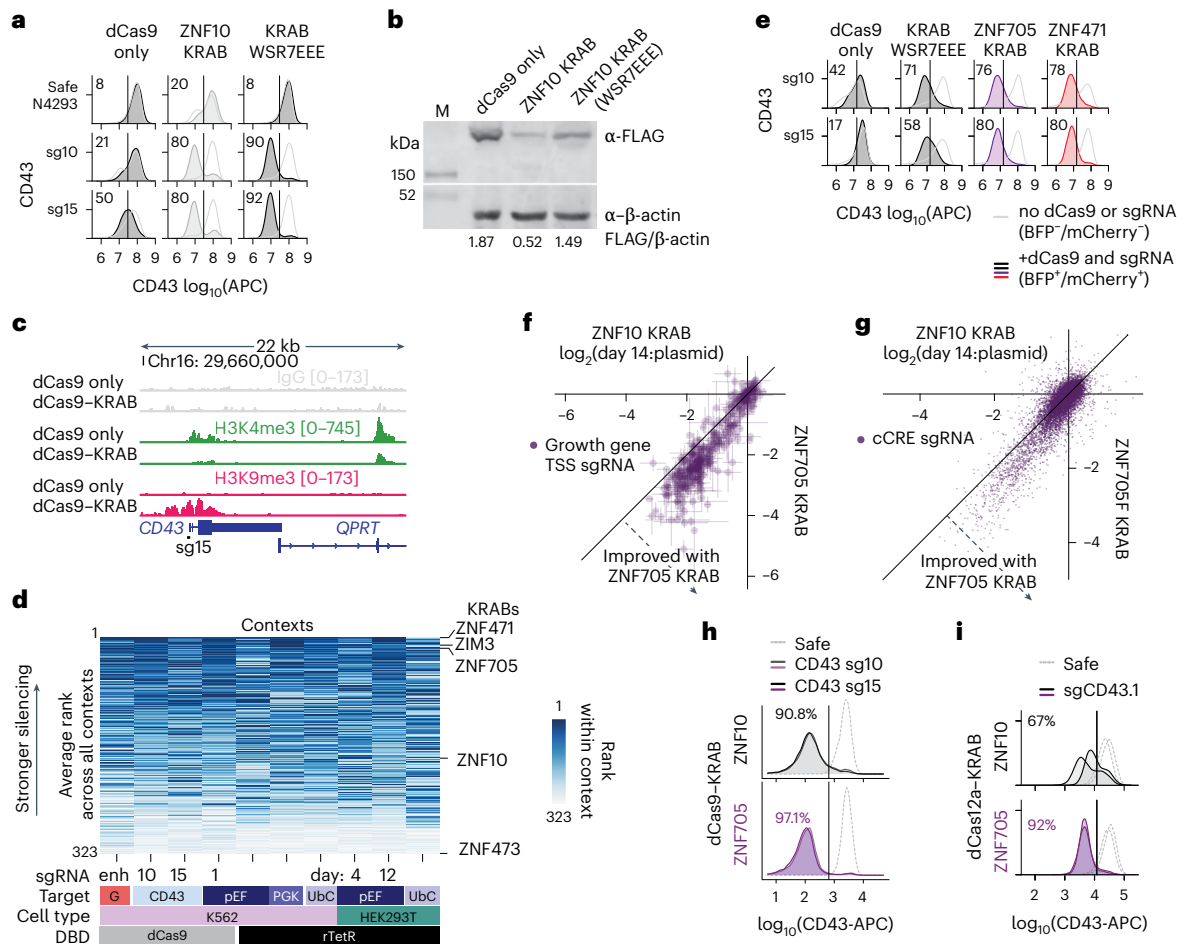 a
dCas9 only
ZNF10 KRAB
KRAB WSR7EEE
Safe N4293
8
20
8
sg10
21
80
90
sg15
50
80
92
CD43
6 7 8 9
6 7 8 9
6 7 8 9
CD43 log10(APC)
b
M
dCas9 only
ZNF10 KRAB
ZNF10 KRAB (WSR7EEE)
kDa
150
52
α-FLAG
α-β-actin
FLAG/β-actin
1.87
0.52
1.49
e
dCas9 only
KRAB WSR7EEE
ZNF705 KRAB
ZNF471 KRAB
sg10
42
71
76
78
sg15
17
58
80
80
CD43
6 7 8 9
6 7 8 9
6 7 8 9
6 7 8 9
CD43 log10(APC)
no dCas9 or sgRNA
(BFP−/mCherry−)
+dCas9 and sgRNA
(BFP+/mCherry+)
c
22 kb
Chr16: 29,660,000
dCas9 only
IgG [0–173]
dCas9–KRAB
dCas9 only
H3K4me3 [0–745]
dCas9–KRAB
H3K9me3 [0–173]
dCas9 only
dCas9–KRAB
CD43
QPRT
sg15
f
ZNF10 KRAB
log2(day 14:plasmid)
−6
−4
−2
−2
−4
−6
Growth gene
TSS sgRNA
ZNF705 KRAB
Improved with
ZNF705 KRAB
g
ZNF10 KRAB
log2(day 14:plasmid)
−4
−2
−2
−4
cCRE sgRNA
ZNF705F KRAB
Improved with
ZNF705 KRAB
d
Contexts
KRABs
1
ZNF471
ZIM3
ZNF705
ZNF10
ZNF473
323
Stronger silencing
Average rank
across all contexts
1
323
Rank
within context
sgRNA enh 10 15 1 day: 4 12
Target G CD43 pEF PGK UbC pEF UbC
Cell type K562 HEK293T
DBD dCas9 rTetR
h
Safe
CD43 sg10
CD43 sg15
90.8%
ZNF10
97.1%
ZNF705
dCas9–KRAB
1 2 3 4
log10(CD43-APC)
i
Safe
sgCD43.1
67%
ZNF10
92%
ZNF705
dCas12a–KRAB
2 3 4 5
log10(CD43-APC)